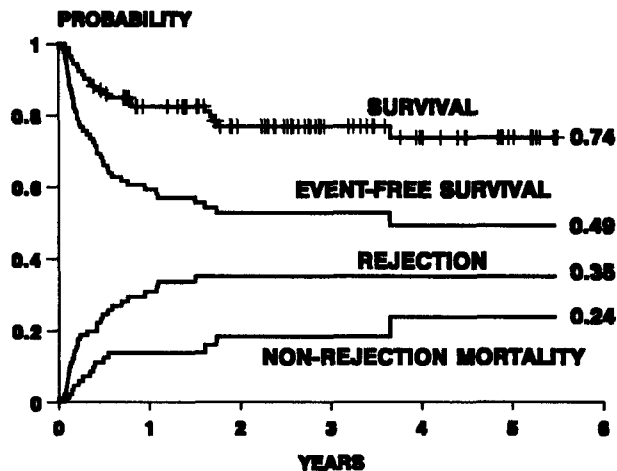 PROBABILITY
1
0.8
0.6
0.4
0.2
0
SURVIVAL
0.74
EVENT-FREE SURVIVAL
0.49
REJECTION
0.35
0.24
NON-REJECTION MORTALITY
0 1 2 3 4 5 6
YEARS